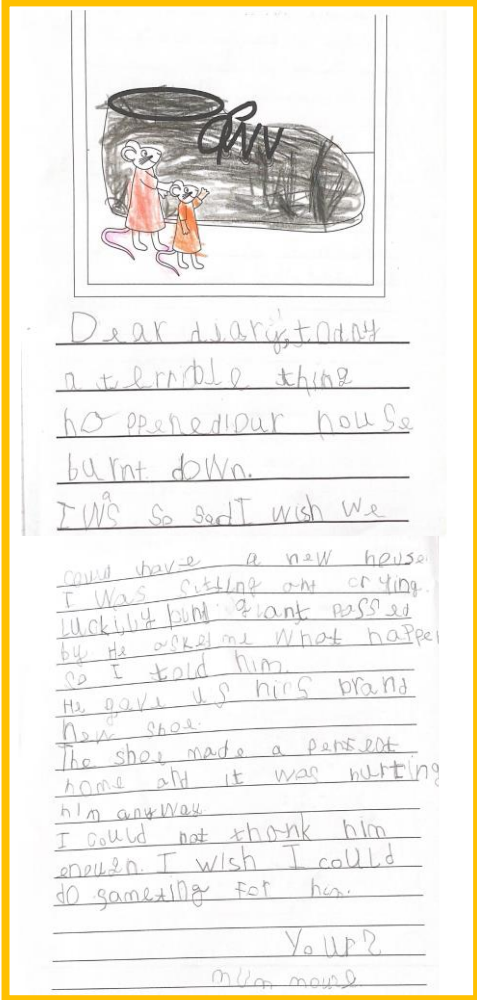 Dear diary, today
a terrible thing
happened! our house
burnt down.
I was so sad I wish we
could have a new house
I was sitting and crying.
Luckily giant passed
by He asked me what happen
so I told him.
He gave us hirs brand
new shoe.
The shoe made a persect
home and it was hurting
him anyway
I could not thank him
enough. I wish I could
do someting for him.
Yours
mum mouse